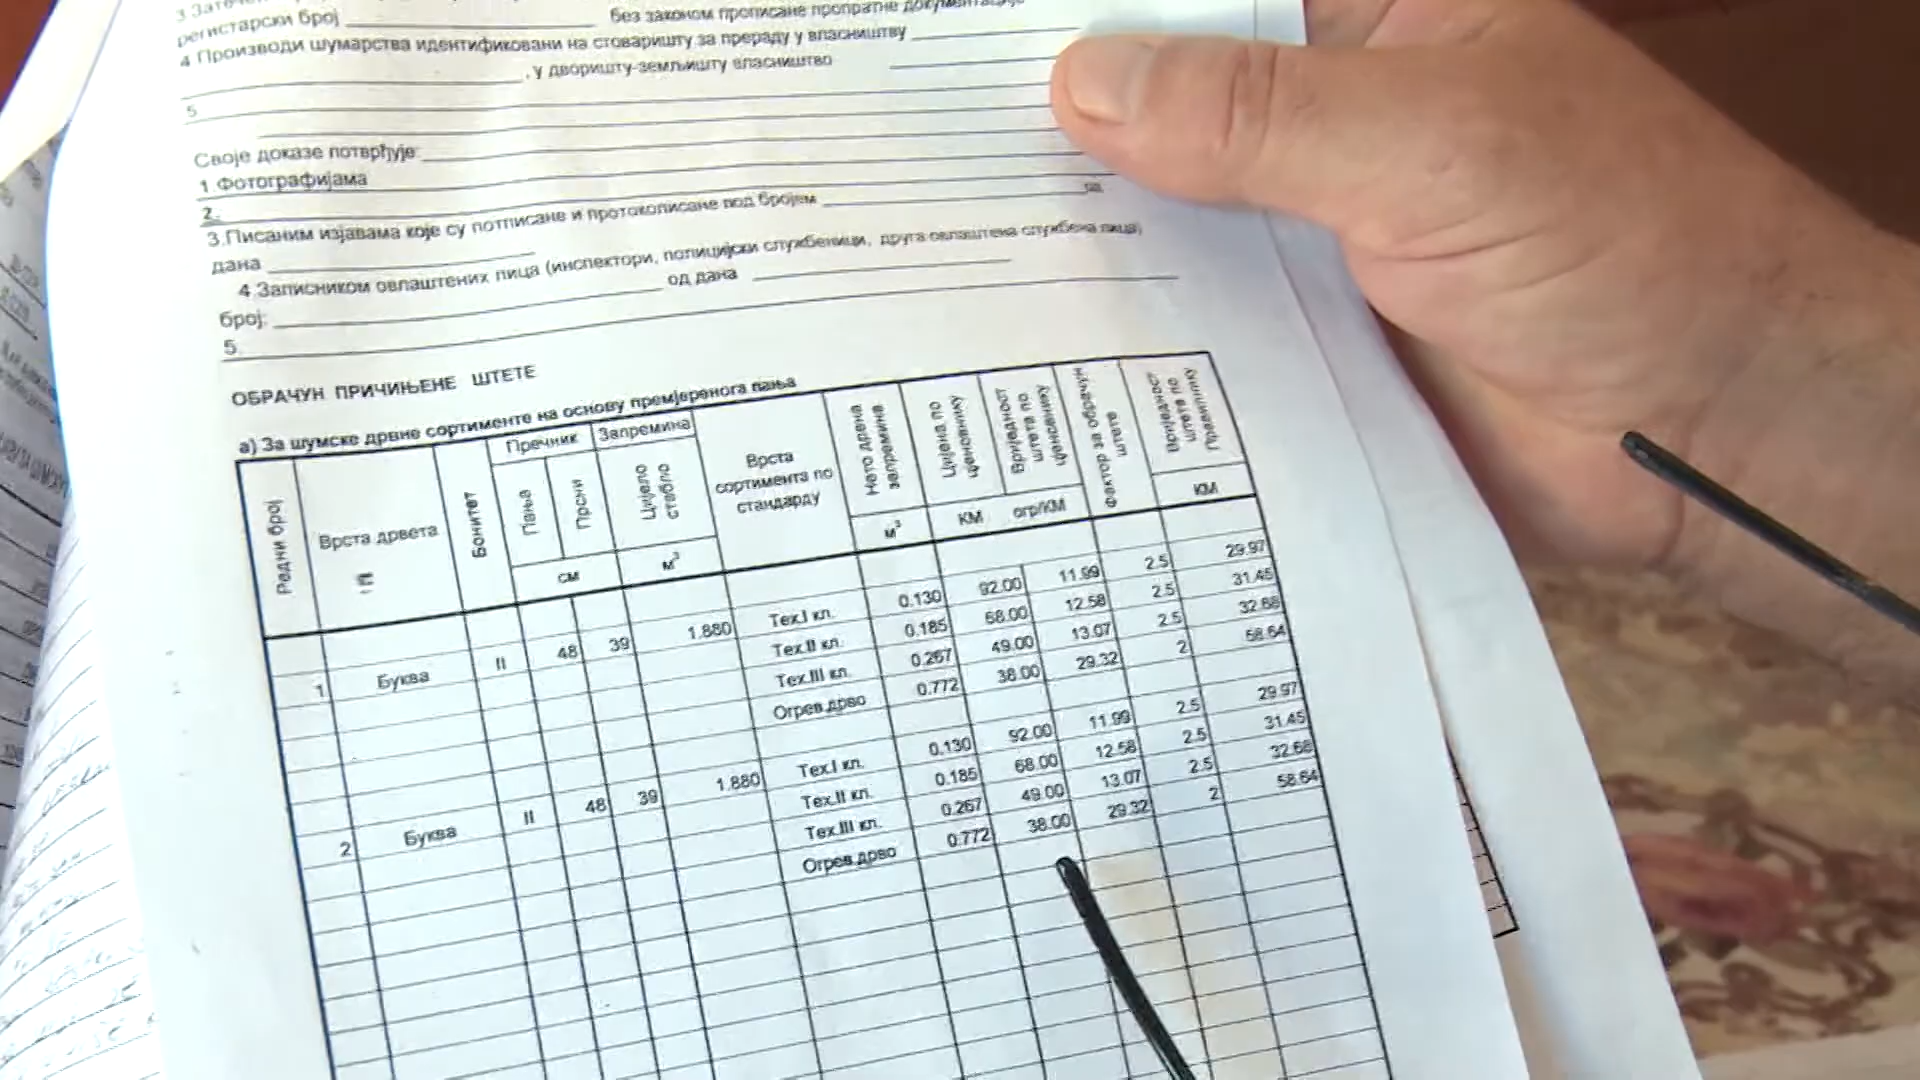 регистарски број без законом прописане пропратне документације
4 Производи шумарства идентификовани на стоваришту за прераду у власништву
, у дворишту-земљишту власништво
5
Своје доказе потврђује:
1.Фотографијама
2.
3.Писаним изјавама које су потписане и протоколисане под бројем
дана
4.Записником овлаштених лица (инспектори, полицијски службеници, друга овлаштена службена лица)
број: од дана
5.
ОБРАЧУН ПРИЧИЊЕНЕ ШТЕТЕ
а) За шумске дрвне сортименте на основу премјеренога пања
Редни број Врста дрвета Бонитет Пречник Запремина Врста сортимента по стандарду Нето дрвна запремина Цијена по цјеновнику Вриједност штете по цјеновнику Фактор за обрачун штете Вриједност штете по Правилнику
Пања Прсни Цијело стабло
см м³ м³ КМ КМ
Тех.I кл. 0.130 92.00 11.99 2.5 29.97
1 Буква II 48 39 1.880 Тех.II кл. 0.185 68.00 12.58 2.5 31.45
Тех.III кл. 0.267 49.00 13.07 2.5 32.68
Огрев.дрво 0.772 38.00 29.32 2 58.64
Тех.I кл. 0.130 92.00 11.99 2.5 29.97
2 Буква II 48 39 1.880 Тех.II кл. 0.185 68.00 12.58 2.5 31.45
Тех.III кл. 0.267 49.00 13.07 2.5 32.68
Огрев.дрво 0.772 38.00 29.32 2 58.64